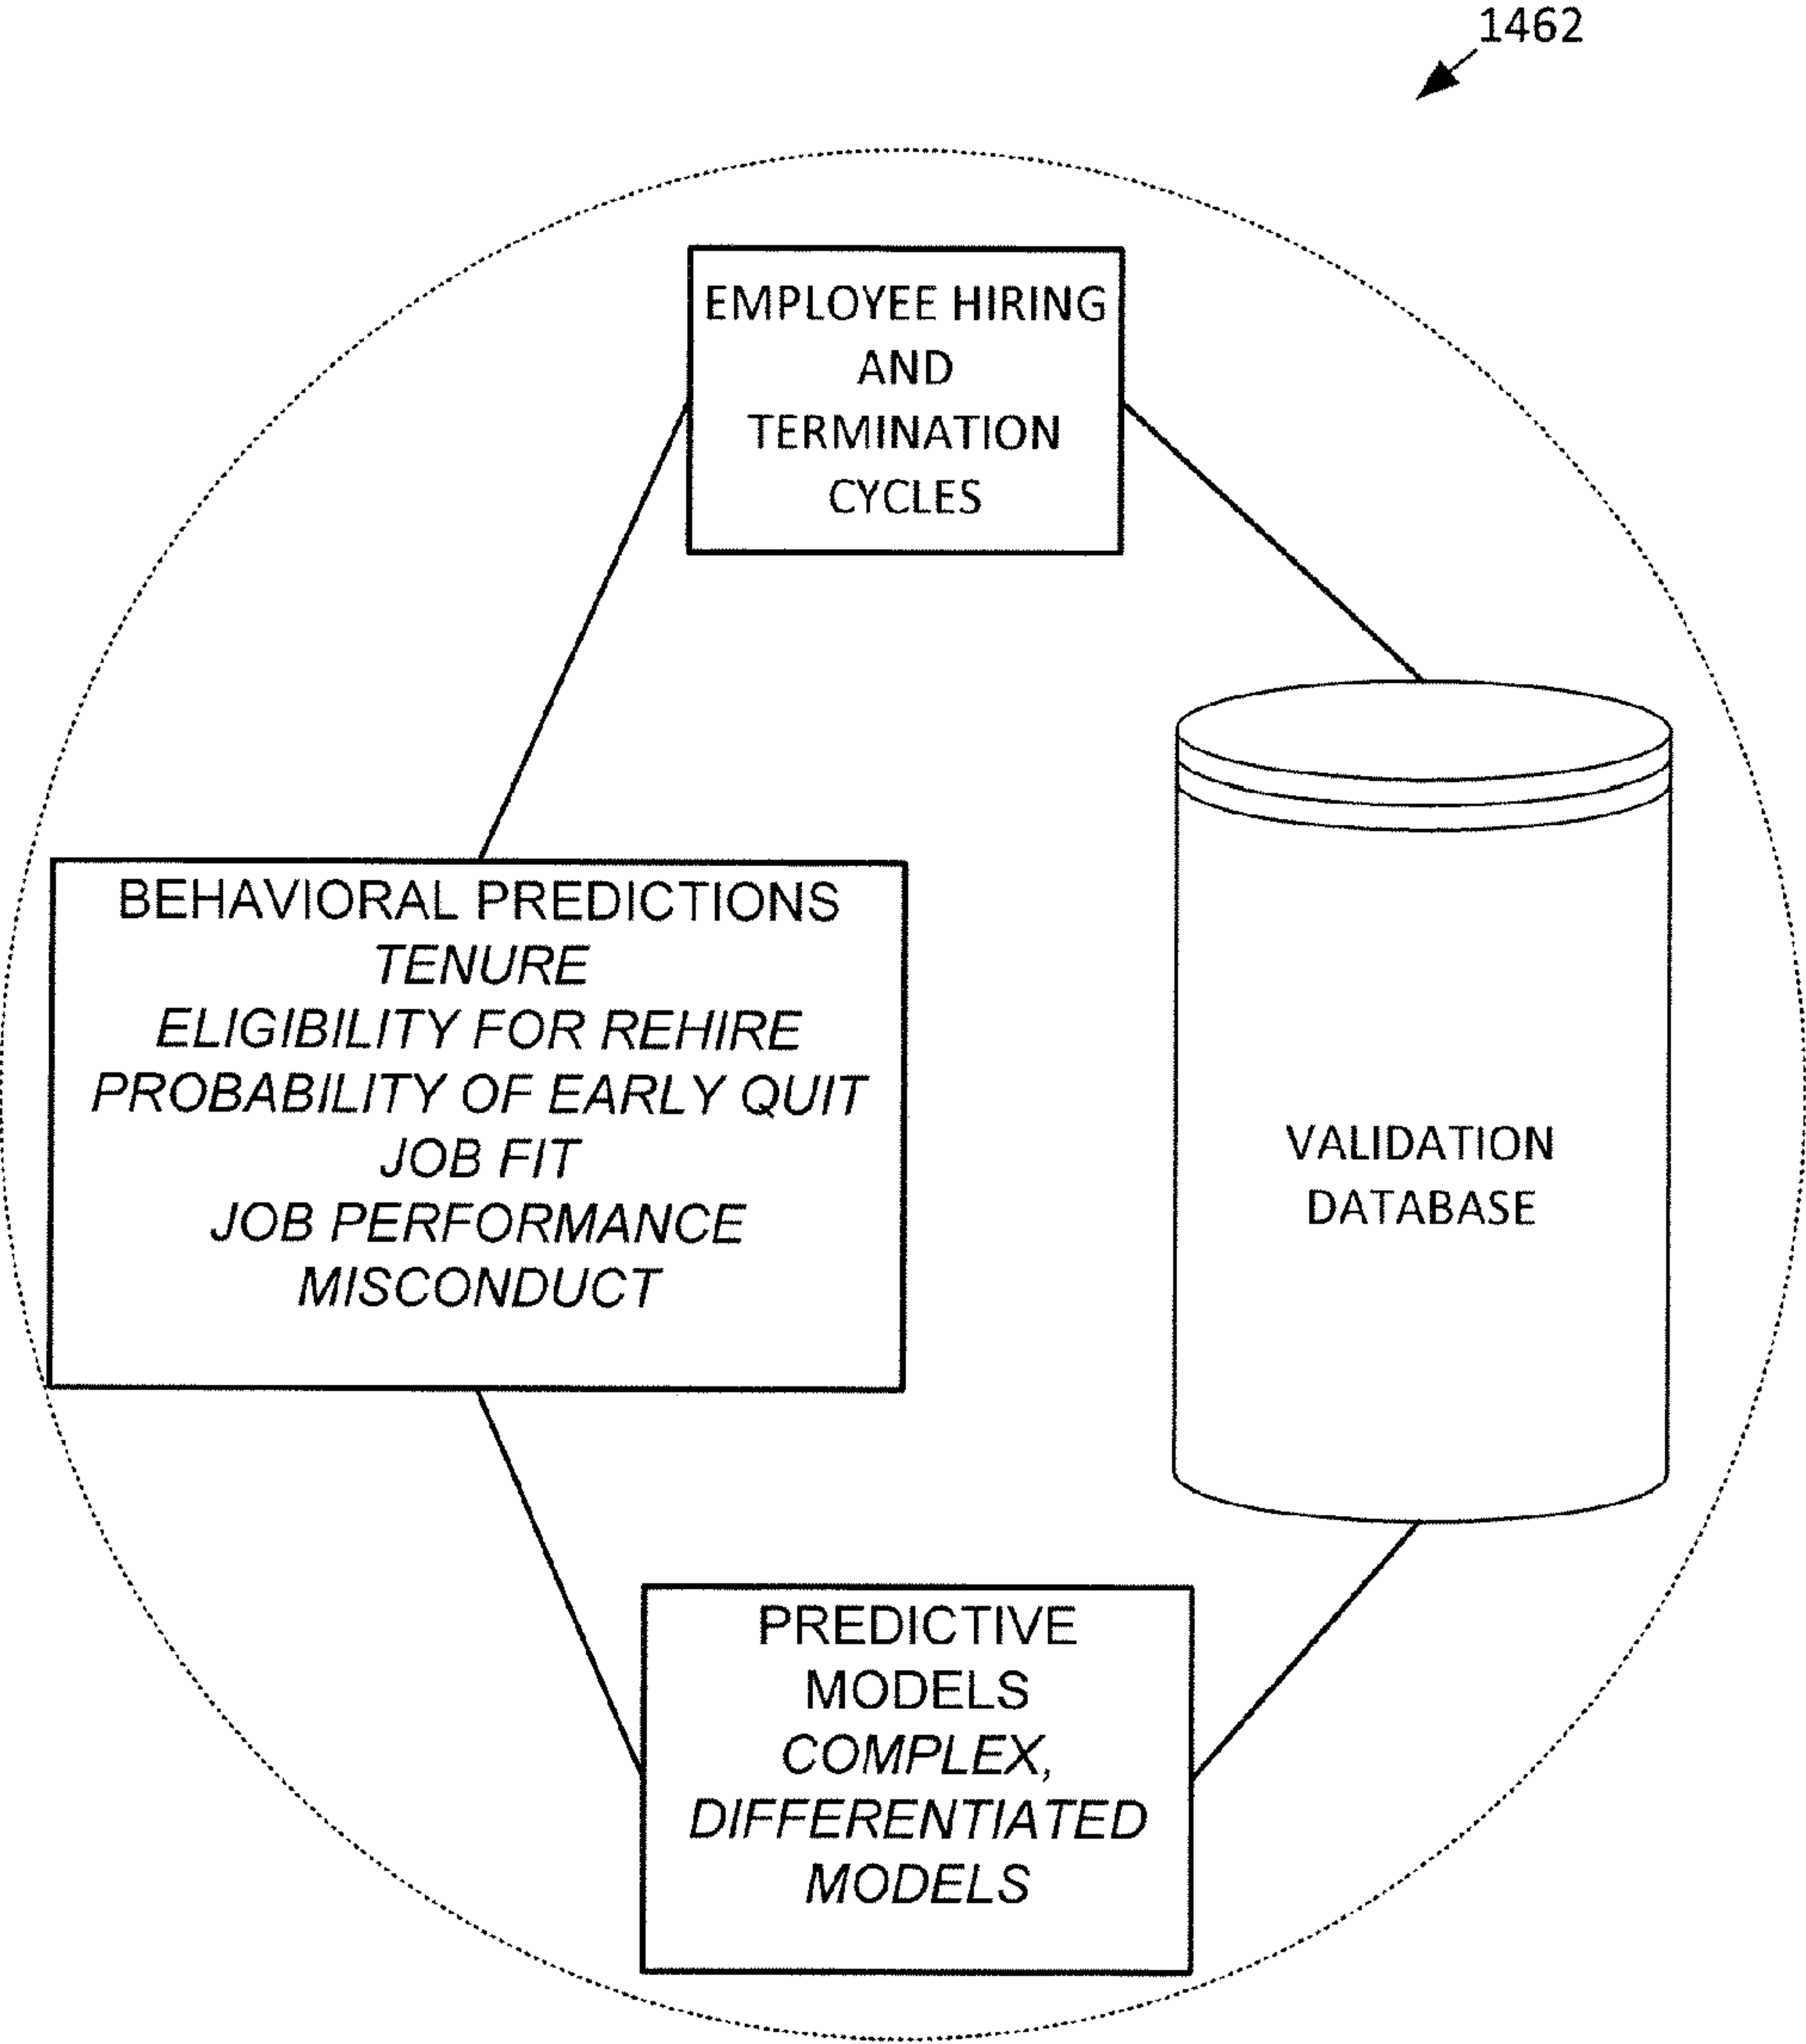 1462
EMPLOYEE HIRING
AND
TERMINATION
CYCLES
BEHAVIORAL PREDICTIONS
TENURE
ELIGIBILITY FOR REHIRE
PROBABILITY OF EARLY QUIT
JOB FIT
JOB PERFORMANCE
MISCONDUCT
VALIDATION
DATABASE
PREDICTIVE
MODELS
COMPLEX,
DIFFERENTIATED
MODELS